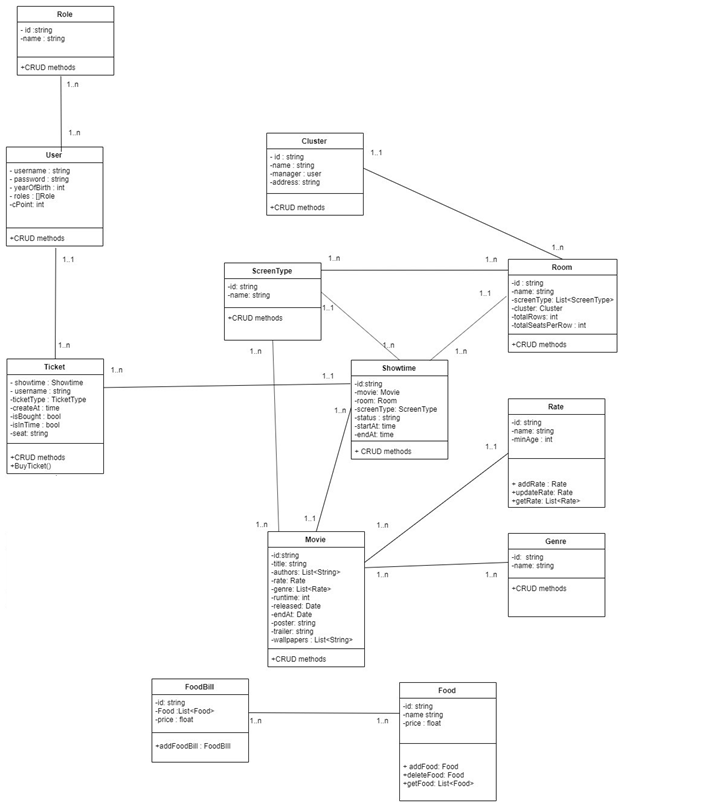 Role
- id :string
-name : string
+CRUD methods
1..n
1..n
User
- username : string
- password : string
- yearOfBirth : int
- roles : []Role
-cPoint: int
+CRUD methods
1..1
1..n
Cluster
- id : string
-name : string
-manager : user
-address: string
+CRUD methods
1..1
1..n
ScreenType
-id: string
-name: string
+CRUD methods
1..n
1..n
1..1
1..n
1..n
Room
-id : string
-name: string
-screenType: List<ScreenType>
-cluster: Cluster
-totalRows: int
-totalSeatsPerRow : int
+CRUD methods
1..1
1..n
Ticket
- showtime : Showtime
- username : string
-ticketType : TicketType
-createAt : time
-isBought : bool
-isInTime : bool
-seat: string
+CRUD methods
+BuyTicket()
1..n
1..1
Showtime
-id:string
-movie: Movie
-room: Room
-screenType: ScreenType
-status : string
-startAt: time
-endAt: time
+ CRUD methods
1..n
1..1
1..n
Rate
-id: string
-name: string
-minAge : int
+ addRate : Rate
+updateRate: Rate
+getRate: List<Rate>
1..1
1..n
Movie
-id:string
-title: string
-authors: List<String>
-rate: Rate
-genre: List<Rate>
-runtime: int
-released: Date
-endAt: Date
-poster: string
-trailer: string
-wallpapers : List<String>
+CRUD methods
1..n
1..n
Genre
-id:  string
-name: string
+CRUD methods
FoodBill
-id: string
-Food :List<Food>
-price : float
+addFoodBill : FoodBIll
1..n
1..n
Food
-id: string
-name string
-price : float
+ addFood: Food
+deleteFood: Food
+getFood: List<Food>